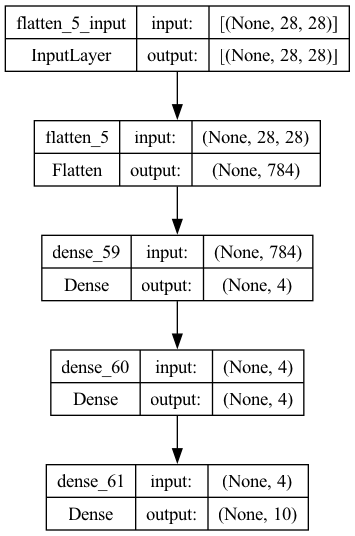 flatten_5_input input: [(None, 28, 28)]
InputLayer output: [(None, 28, 28)]
flatten_5 input: (None, 28, 28)
Flatten output: (None, 784)
dense_59 input: (None, 784)
Dense output: (None, 4)
dense_60 input: (None, 4)
Dense output: (None, 4)
dense_61 input: (None, 4)
Dense output: (None, 10)